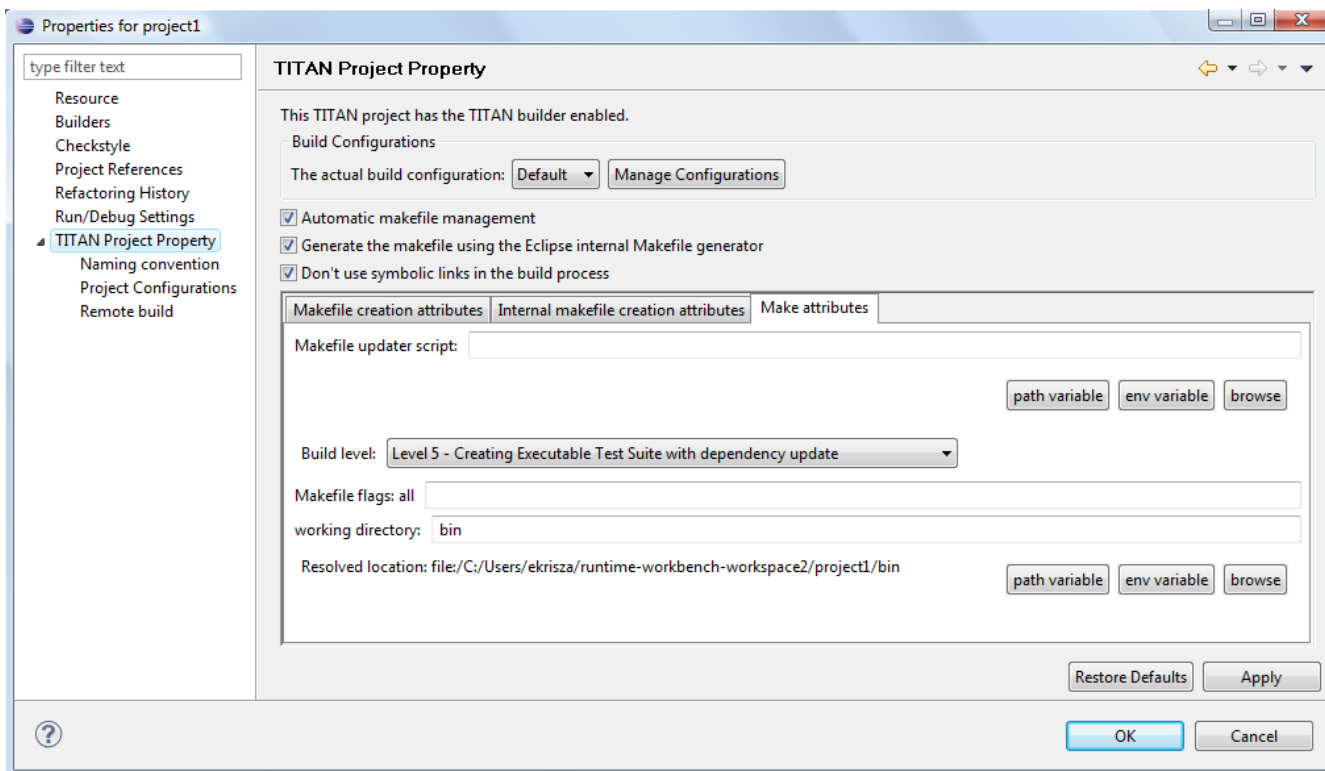 Properties for project1
type filter text
Resource
Builders
Checkstyle
Project References
Refactoring History
Run/Debug Settings
TITAN Project Property
Naming convention
Project Configurations
Remote build
TITAN Project Property
This TITAN project has the TITAN builder enabled.
Build Configurations
The actual build configuration: Default Manage Configurations
Automatic makefile management
Generate the makefile using the Eclipse internal Makefile generator
Don't use symbolic links in the build process
Makefile creation attributes Internal makefile creation attributes Make attributes
Makefile updater script:
path variable env variable browse
Build level: Level 5 - Creating Executable Test Suite with dependency update
Makefile flags: all
working directory: bin
Resolved location: file:/C:/Users/ekrisza/runtime-workbench-workspace2/project1/bin
path variable env variable browse
Restore Defaults Apply
? OK Cancel